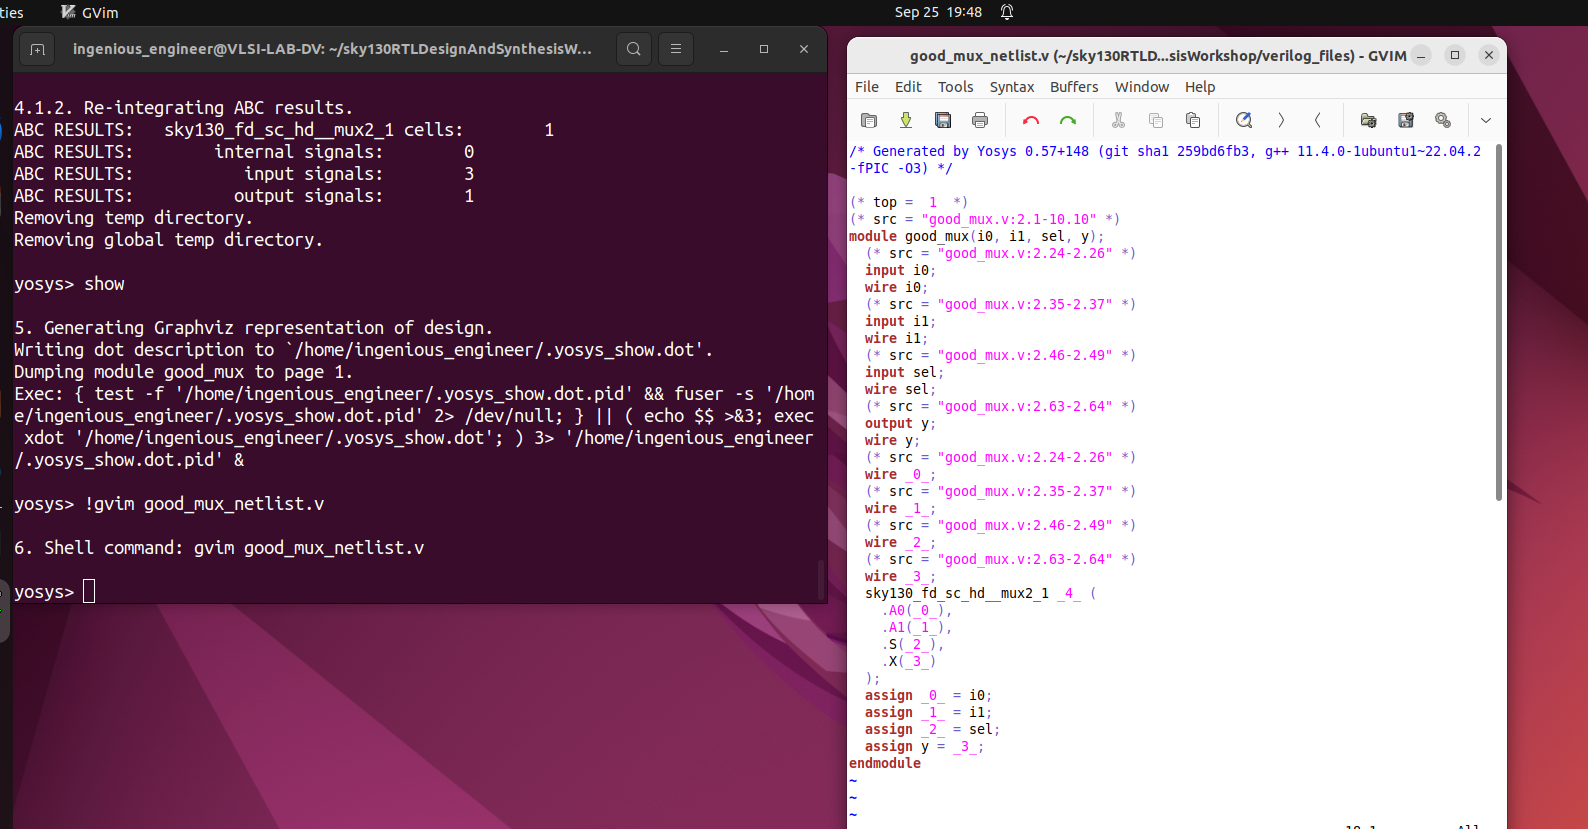 ties
GVim
Sep 25 19:48
ingenious_engineer@VLSI-LAB-DV: ~/sky130RTLDesignAndSynthesisW...
4.1.2. Re-integrating ABC results.
ABC RESULTS:   sky130_fd_sc_hd__mux2_1 cells:        1
ABC RESULTS:        internal signals:        0
ABC RESULTS:           input signals:        3
ABC RESULTS:          output signals:        1
Removing temp directory.
Removing global temp directory.
yosys> show
5. Generating Graphviz representation of design.
Writing dot description to `/home/ingenious_engineer/.yosys_show.dot'.
Dumping module good_mux to page 1.
Exec: { test -f '/home/ingenious_engineer/.yosys_show.dot.pid' && fuser -s '/hom
e/ingenious_engineer/.yosys_show.dot.pid' 2> /dev/null; } || ( echo $$ >&3; exec
 xdot '/home/ingenious_engineer/.yosys_show.dot'; ) 3> '/home/ingenious_engineer
/.yosys_show.dot.pid' &
yosys> !gvim good_mux_netlist.v
6. Shell command: gvim good_mux_netlist.v
yosys>
good_mux_netlist.v (~/sky130RTLD...sisWorkshop/verilog_files) - GVIM
File Edit Tools Syntax Buffers Window Help
/* Generated by Yosys 0.57+148 (git sha1 259bd6fb3, g++ 11.4.0-1ubuntu1~22.04.2
-fPIC -O3) */
(* top =  1  *)
(* src = "good_mux.v:2.1-10.10" *)
module good_mux(i0, i1, sel, y);
  (* src = "good_mux.v:2.24-2.26" *)
  input i0;
  wire i0;
  (* src = "good_mux.v:2.35-2.37" *)
  input i1;
  wire i1;
  (* src = "good_mux.v:2.46-2.49" *)
  input sel;
  wire sel;
  (* src = "good_mux.v:2.63-2.64" *)
  output y;
  wire y;
  (* src = "good_mux.v:2.24-2.26" *)
  wire _0_;
  (* src = "good_mux.v:2.35-2.37" *)
  wire _1_;
  (* src = "good_mux.v:2.46-2.49" *)
  wire _2_;
  (* src = "good_mux.v:2.63-2.64" *)
  wire _3_;
  sky130_fd_sc_hd__mux2_1 _4_ (
    .A0(_0_),
    .A1(_1_),
    .S(_2_),
    .X(_3_)
  );
  assign _0_ = i0;
  assign _1_ = i1;
  assign _2_ = sel;
  assign y = _3_;
endmodule
~
~
~